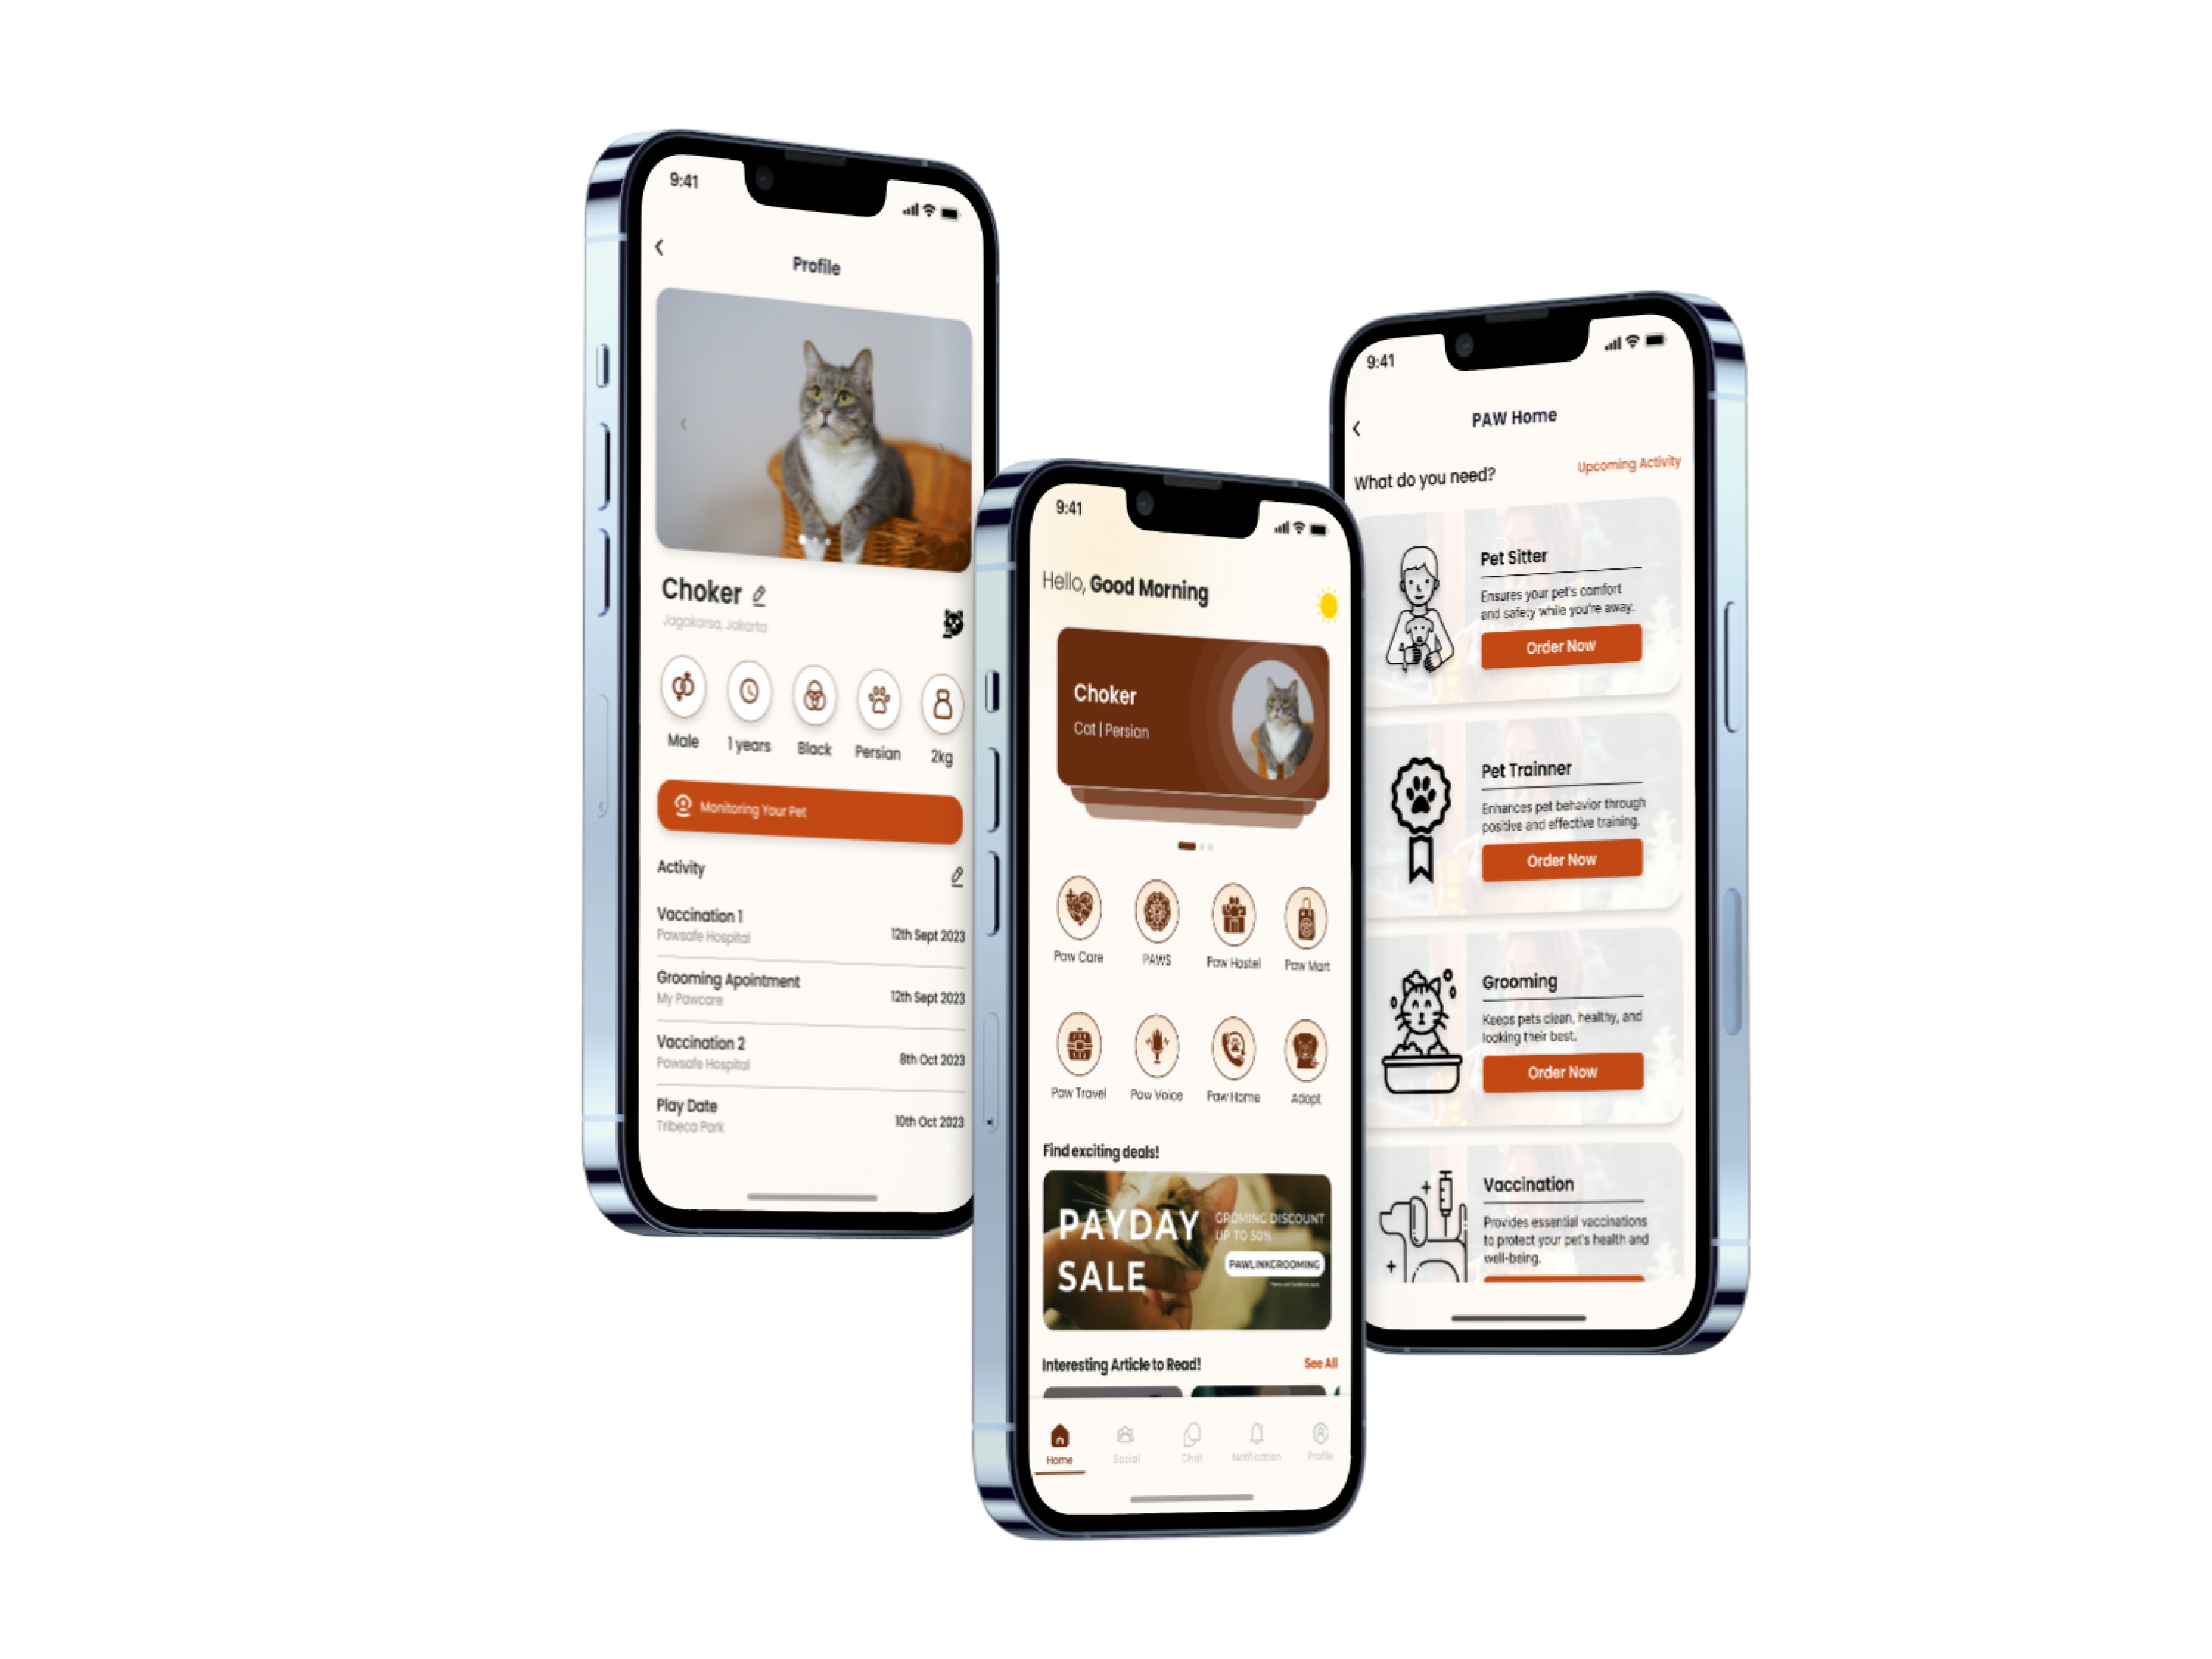 9:41
Profile
Choker
Jagakarsa, Jakarta
Male
1 years
Black
Persian
2kg
Monitoring Your Pet
Activity
Vaccination 1
Pawsafe Hospital
12th Sept 2023
Grooming Apointment
My Pawcare
12th Sept 2023
Vaccination 2
Pawsafe Hospital
8th Oct 2023
Play Date
Tribeca Park
10th Oct 2023
9:41
Hello, Good Morning
Choker
Cat | Persian
Paw Care
PAWS
Paw Hostel
Paw Mart
Paw Travel
Paw Voice
Paw Home
Adopt
Find exciting deals!
PAYDAY
SALE
GROMING DISCOUNT
UP TO 50%
PAWLINKGROOMING
Interesting Article to Read!
See All
Home
Social
Chat
Notification
Profile
9:41
PAW Home
What do you need?
Upcoming Activity
Pet Sitter
Ensures your pet's comfort
and safety while you're away.
Order Now
Pet Trainner
Enhances pet behavior through
positive and effective training.
Order Now
Grooming
Keeps pets clean, healthy, and
looking their best.
Order Now
Vaccination
Provides essential vaccinations
to protect your pet's health and
well-being.